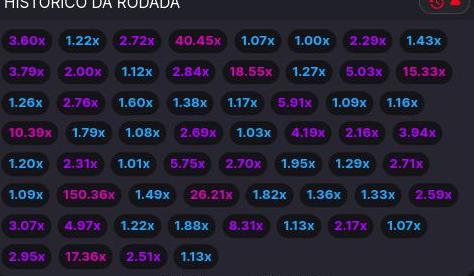 HISTÓRICO DA RODADA
3.60x 1.22x 2.72x 40.45x 1.07x 1.00x 2.29x 1.43x
3.79x 2.00x 1.12x 2.84x 18.55x 1.27x 5.03x 15.33x
1.26x 2.76x 1.60x 1.38x 1.17x 5.91x 1.09x 1.16x
10.39x 1.79x 1.08x 2.69x 1.03x 4.19x 2.16x 3.94x
1.20x 2.31x 1.01x 5.75x 2.70x 1.95x 1.29x 2.71x
1.09x 150.36x 1.49x 26.21x 1.82x 1.36x 1.33x 2.59x
3.07x 4.97x 1.22x 1.88x 8.31x 1.13x 2.17x 1.07x
2.95x 17.36x 2.51x 1.13x